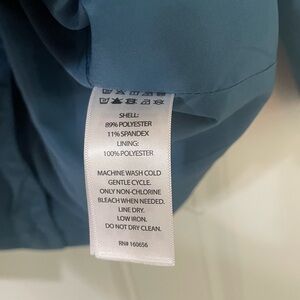 SHELL:
89% POLYESTER
11% SPANDEX
LINING:
100% POLYESTER
MACHINE WASH COLD
GENTLE CYCLE.
ONLY NON-CHLORINE
BLEACH WHEN NEEDED.
LINE DRY.
LOW IRON.
DO NOT DRY CLEAN.
RN# 160656